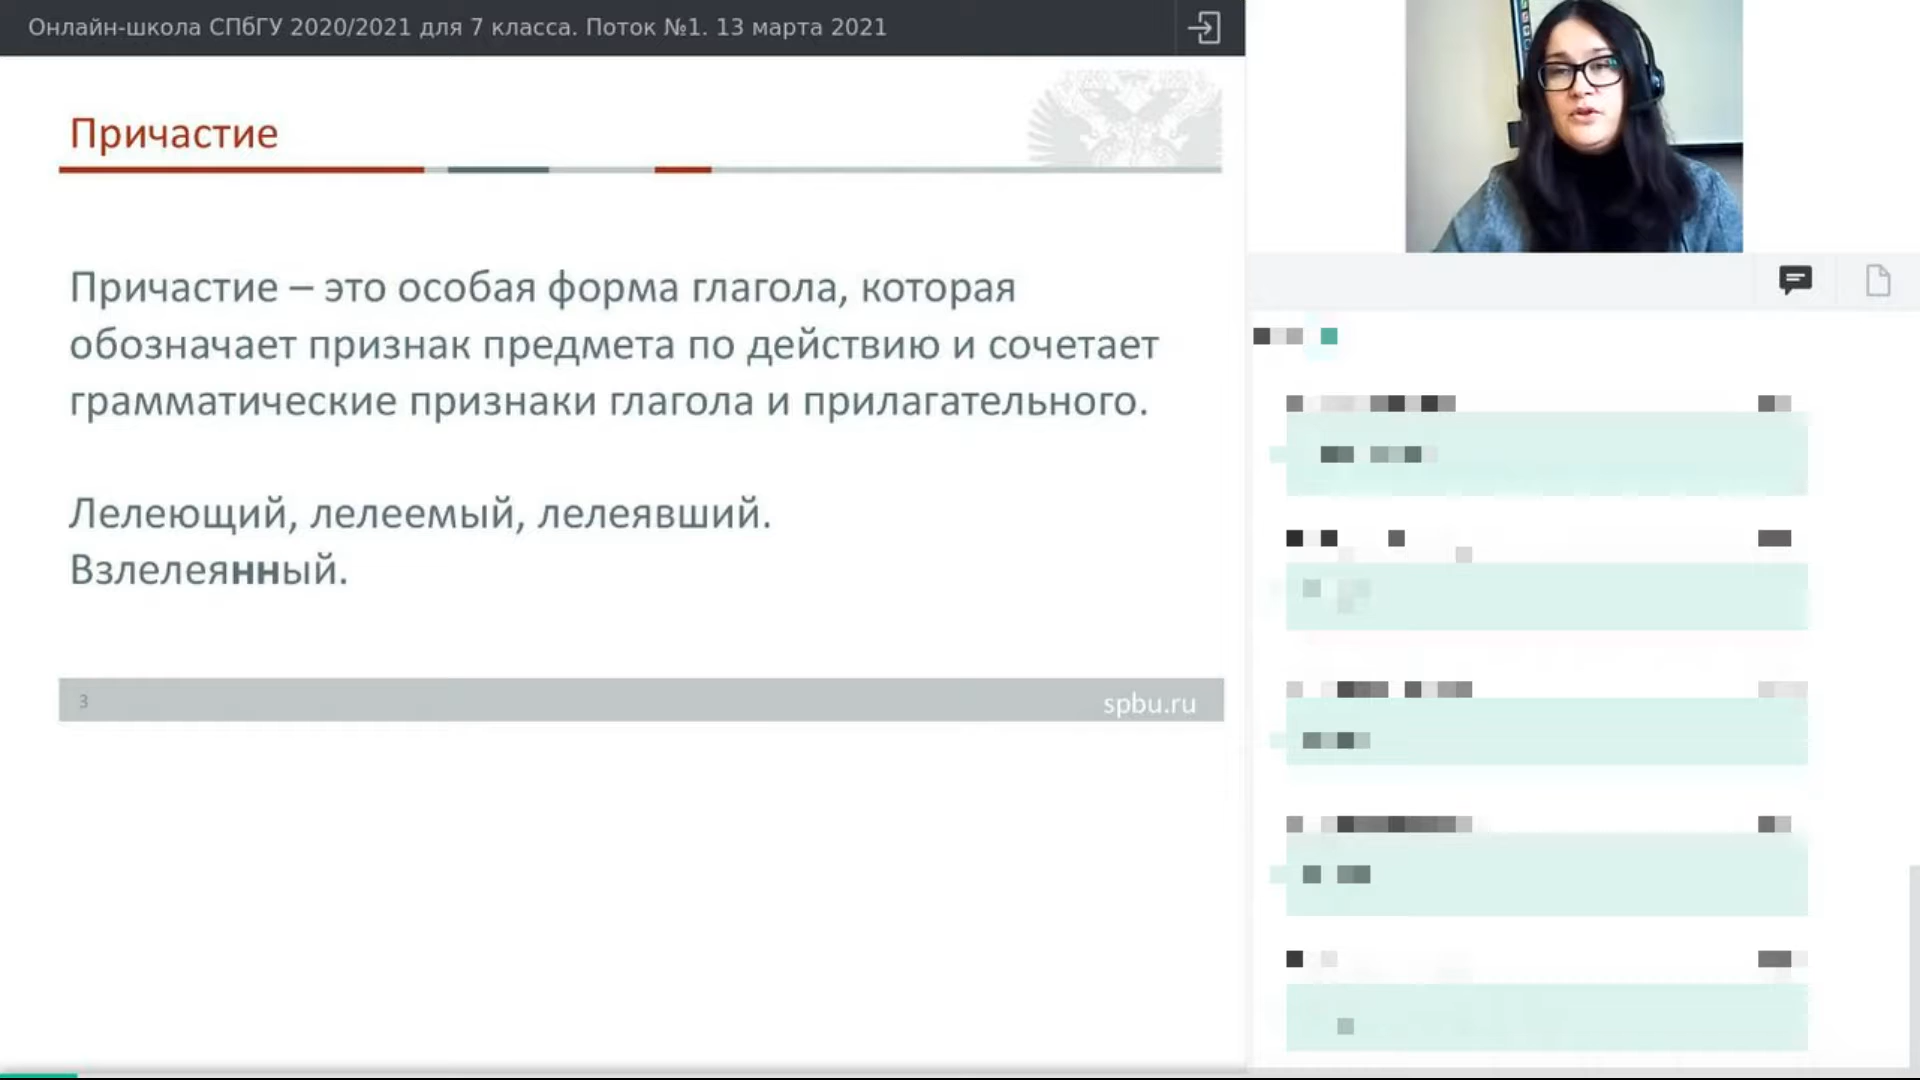 Онлайн-школа СПбГУ 2020/2021 для 7 класса. Поток №1. 13 марта 2021
Причастие
Причастие – это особая форма глагола, которая
обозначает признак предмета по действию и сочетает
грамматические признаки глагола и прилагательного.
Лелеющий, лелеемый, лелеявший.
Взлелеянный.
3
spbu.ru